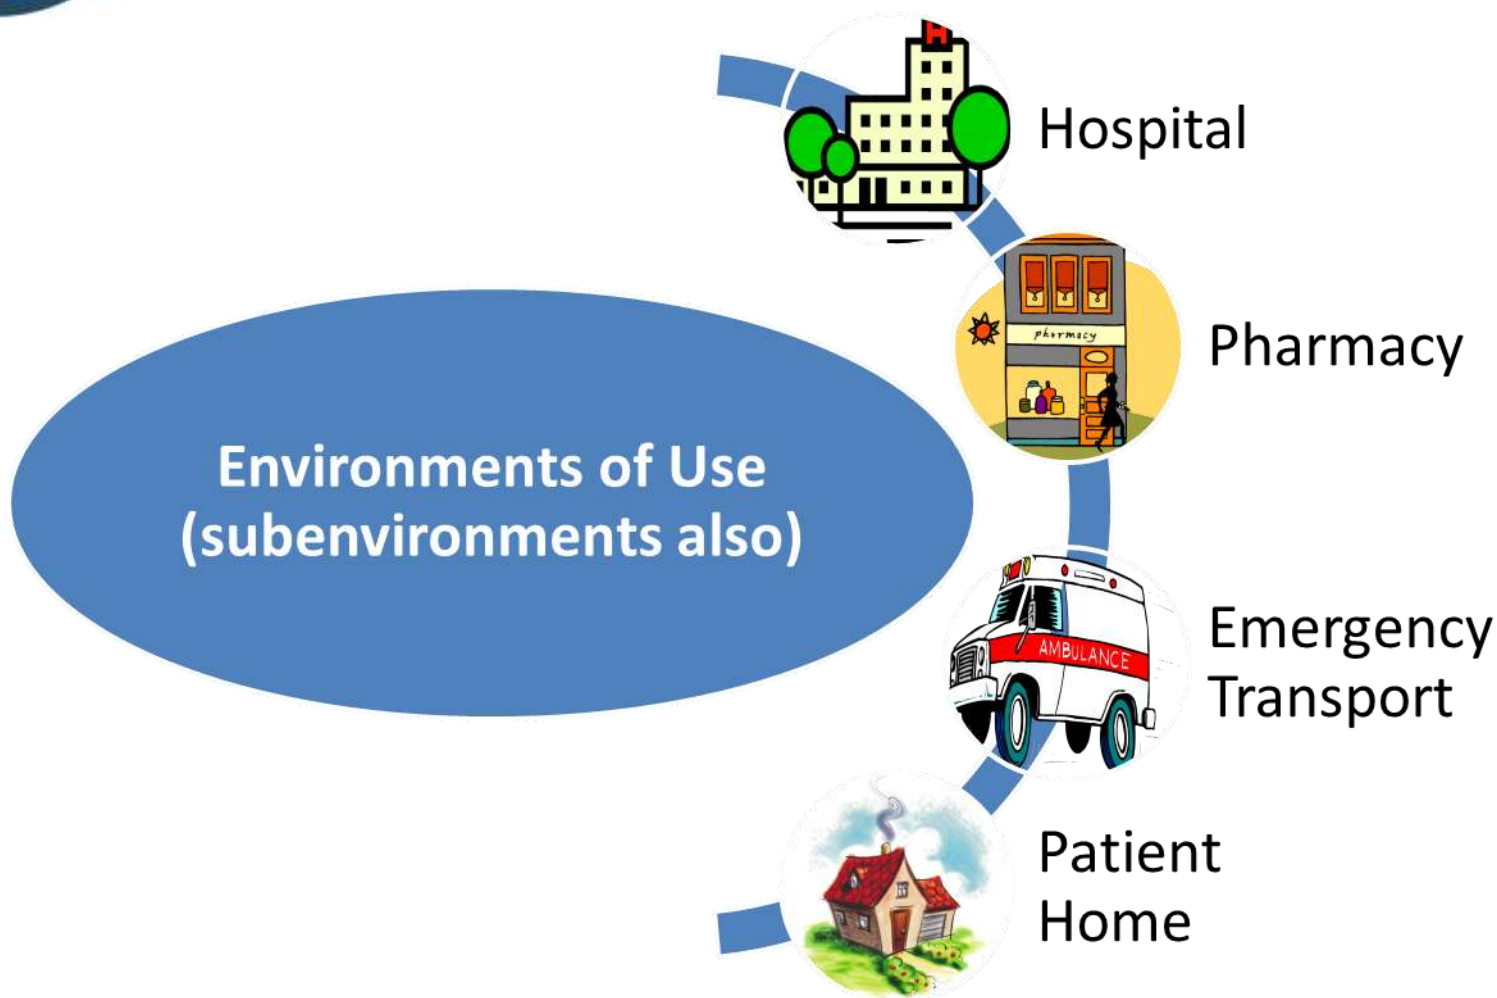 H
Hospital
pharmacy
Pharmacy
Environments of Use
(subenvironments also)
AMBULANCE
Emergency
Transport
Patient
Home